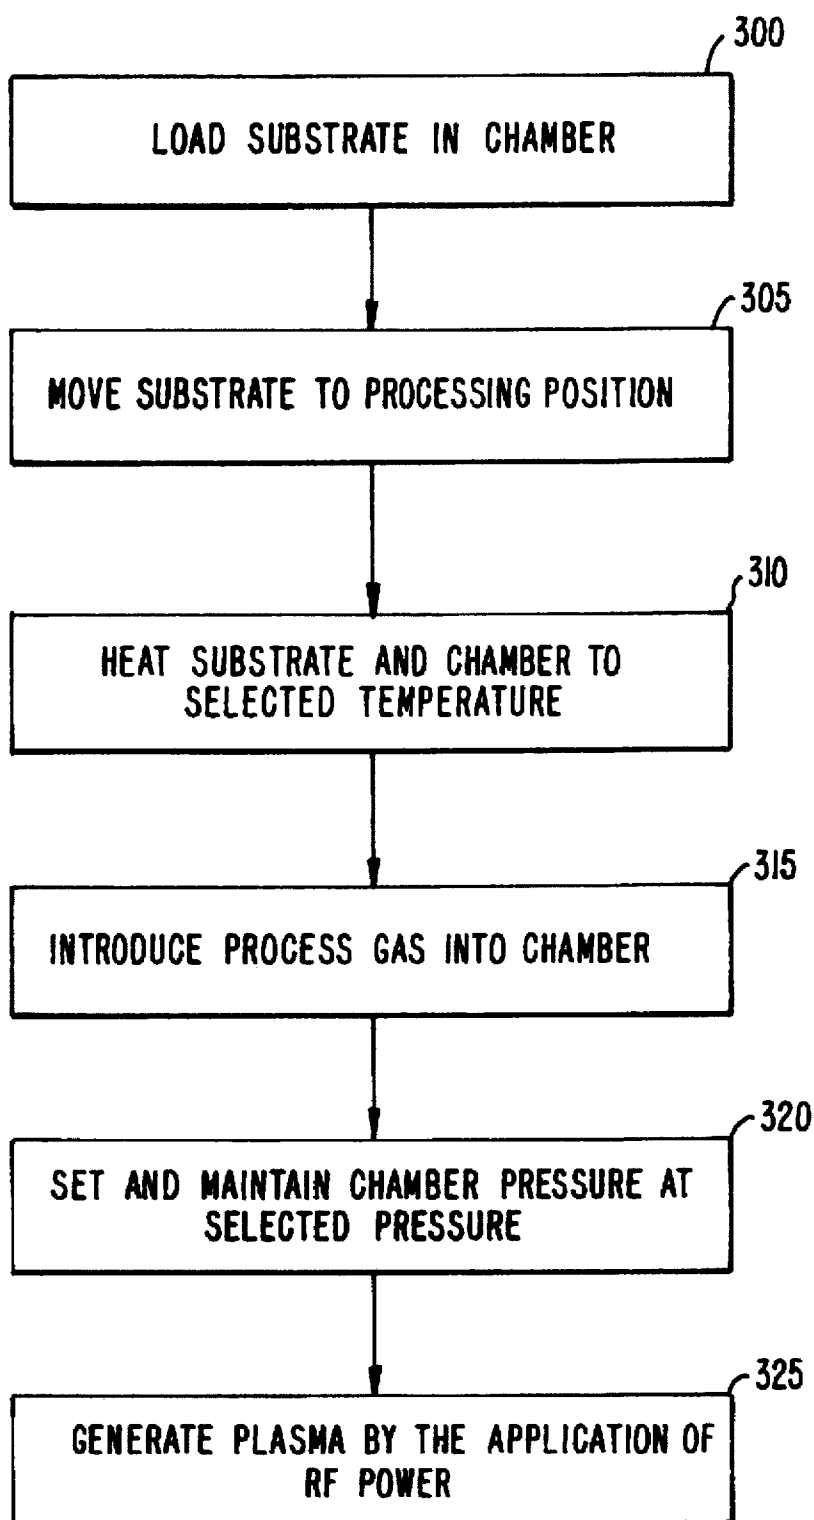 300
LOAD SUBSTRATE IN CHAMBER
305
MOVE SUBSTRATE TO PROCESSING POSITION
310
HEAT SUBSTRATE AND CHAMBER TO
SELECTED TEMPERATURE
315
INTRODUCE PROCESS GAS INTO CHAMBER
320
SET AND MAINTAIN CHAMBER PRESSURE AT
SELECTED PRESSURE
325
GENERATE PLASMA BY THE APPLICATION OF
RF POWER